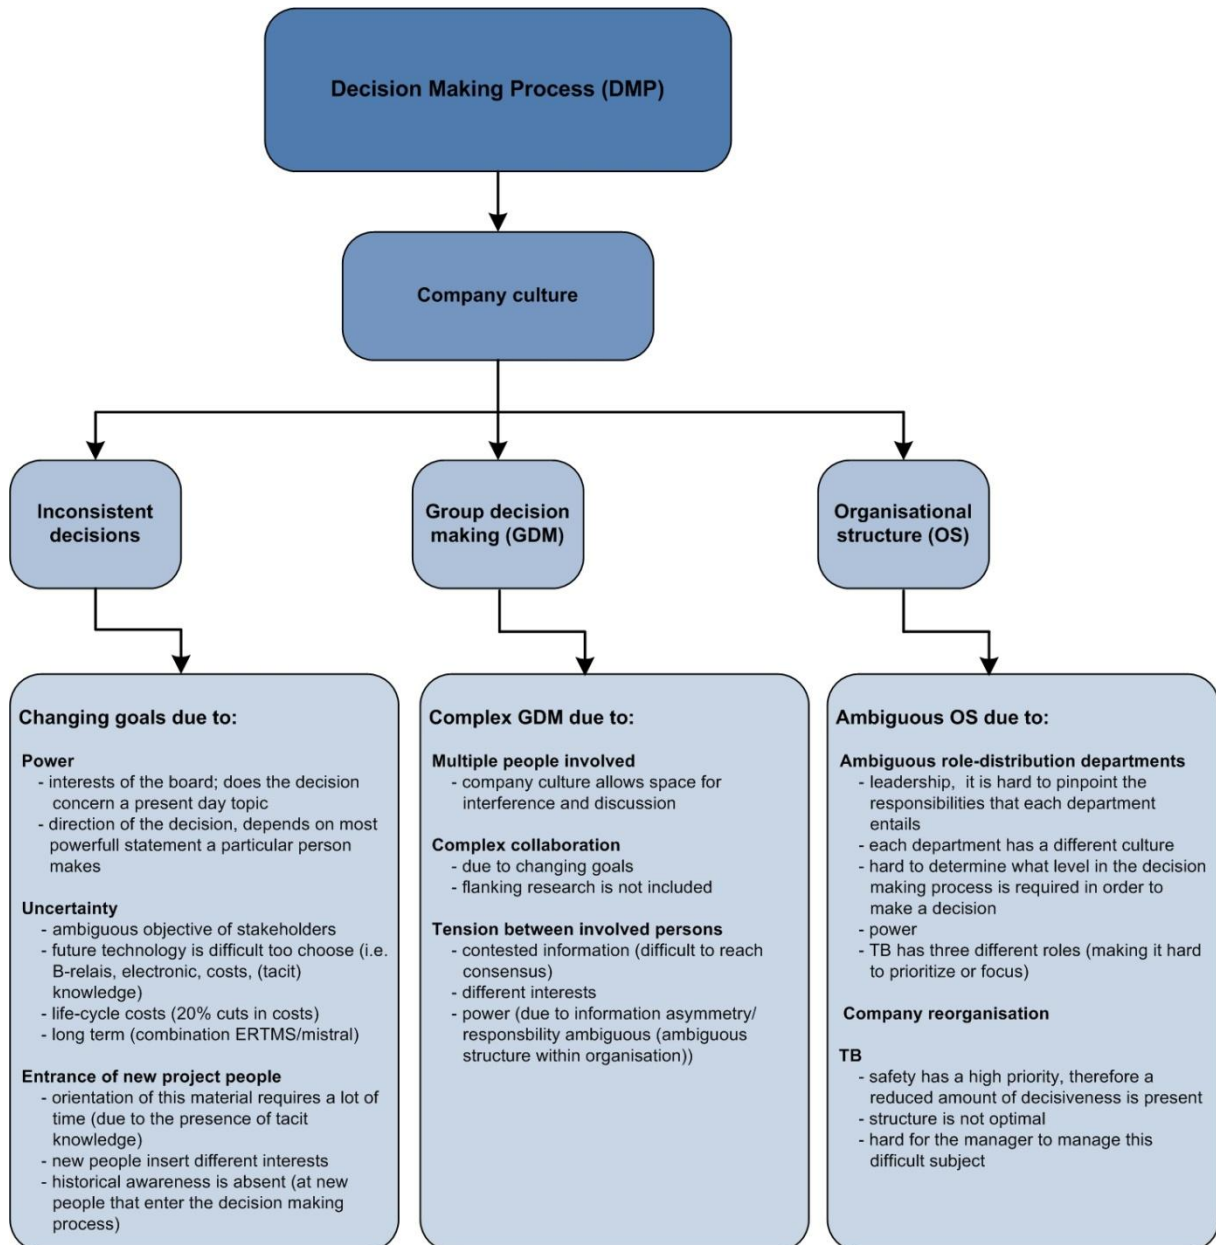 Decision Making Process (DMP)
Company culture
Inconsistent
decisions
Group decision
making (GDM)
Organisational
structure (OS)
Changing goals due to:
Power
- interests of the board; does the decision
concern a present day topic
- direction of the decision, depends on most
powerfull statement a particular person
makes
Uncertainty
- ambiguous objective of stakeholders
- future technology is difficult too choose (i.e.
B-relais, electronic, costs, (tacit)
knowledge)
- life-cycle costs (20% cuts in costs)
- long term (combination ERTMS/mistral)
Entrance of new project people
- orientation of this material requires a lot of
time (due to the presence of tacit
knowledge)
- new people insert different interests
- historical awareness is absent (at new
people that enter the decision making
process)
Complex GDM due to:
Multiple people involved
- company culture allows space for
interference and discussion
Complex collaboration
- due to changing goals
- flanking research is not included
Tension between involved persons
- contested information (difficult to reach
consensus)
- different interests
- power (due to information asymmetry/
responsbility ambiguous (ambiguous
structure within organisation))
Ambiguous OS due to:
Ambiguous role-distribution departments
- leadership, it is hard to pinpoint the
responsibilities that each department
entails
- each department has a different culture
- hard to determine what level in the decision
making process is required in order to
make a decision
- power
- TB has three different roles (making it hard
to prioritize or focus)
Company reorganisation
TB
- safety has a high priority, therefore a
reduced amount of decisiveness is present
- structure is not optimal
- hard for the manager to manage this
difficult subject